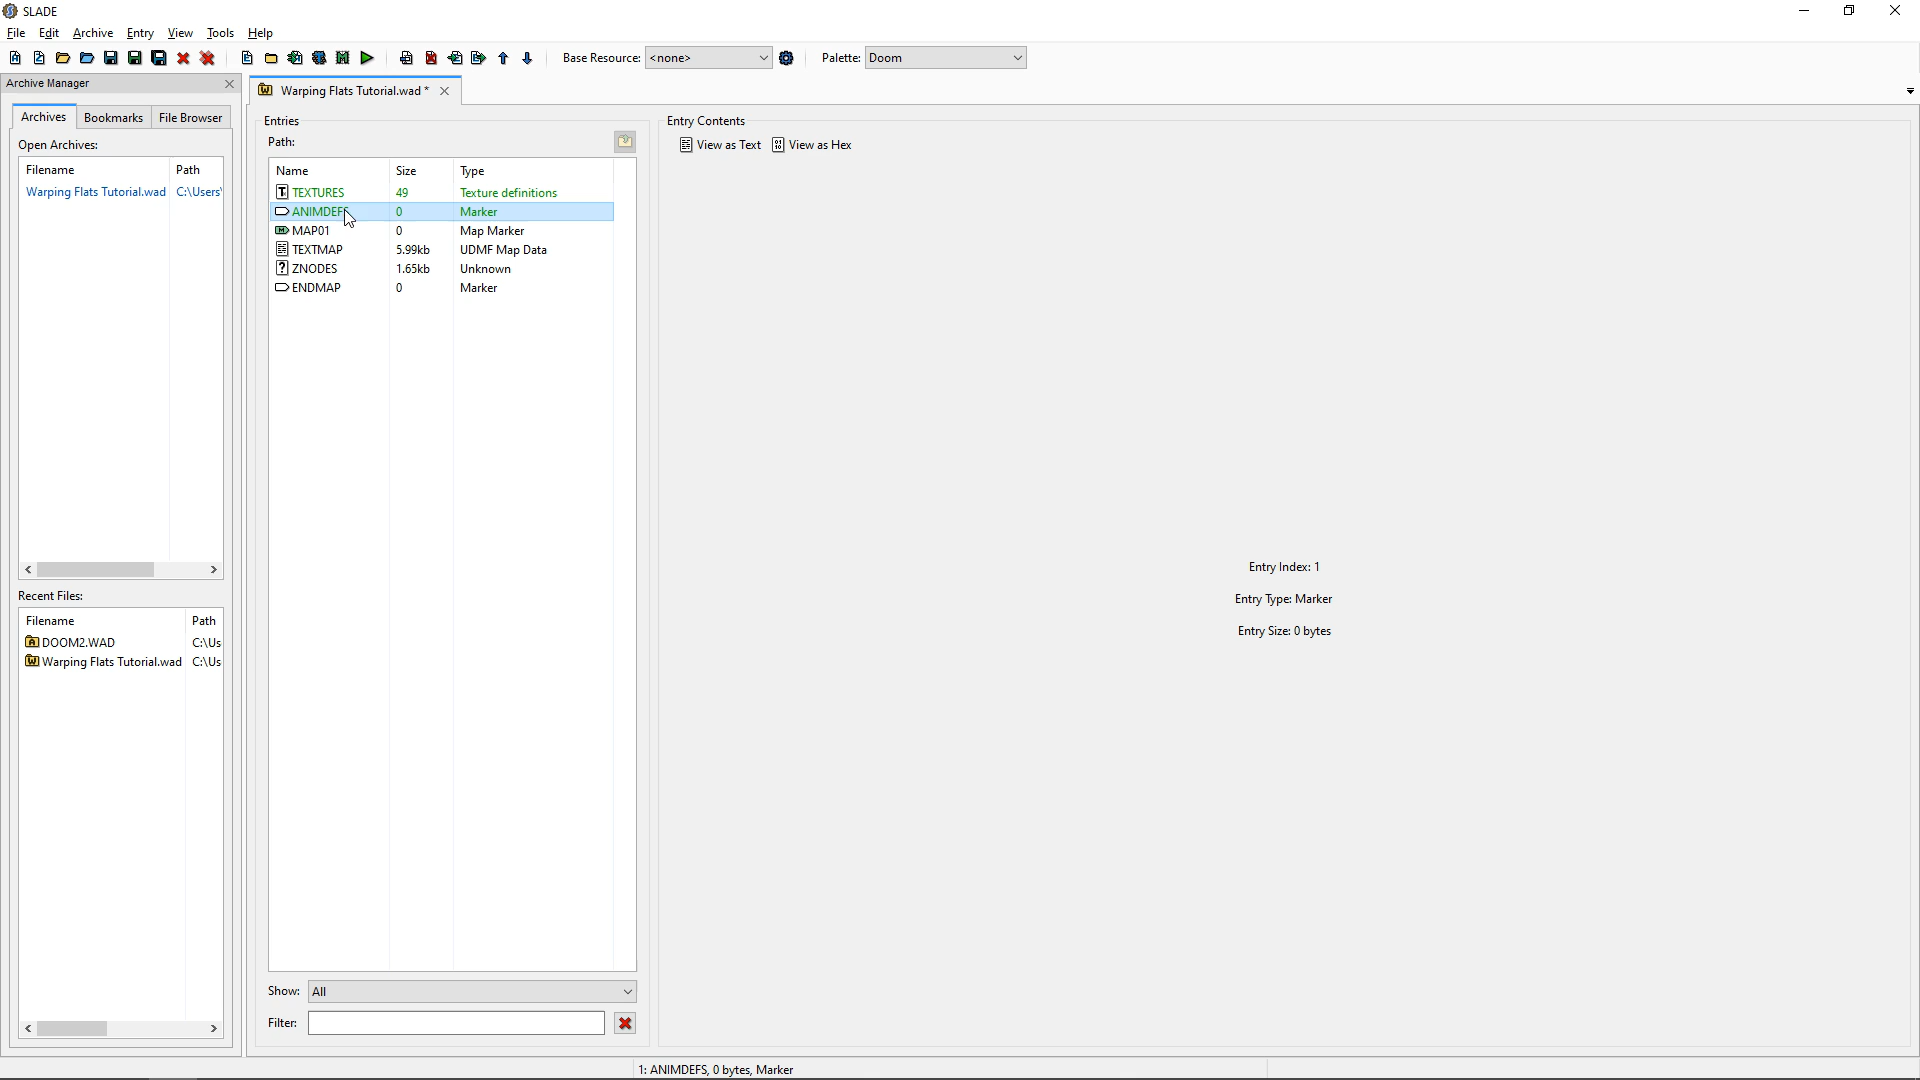 SLADE
File Edit Archive Entry View Tools Help
Base Resource: <none> Palette: Doom
Archive Manager
Warping Flats Tutorial.wad *
Archives Bookmarks File Browser
Open Archives:
Filename Path
Warping Flats Tutorial.wad C:\Users\
Recent Files:
Filename Path
DOOM2.WAD C:\Us
Warping Flats Tutorial.wad C:\Us
Entries
Path:
Name Size Type
TEXTURES 49 Texture definitions
ANIMDEFS 0 Marker
MAP01 0 Map Marker
TEXTMAP 5.99kb UDMF Map Data
ZNODES 1.65kb Unknown
ENDMAP 0 Marker
Show: All
Filter:
Entry Contents
View as Text View as Hex
Entry Index: 1
Entry Type: Marker
Entry Size: 0 bytes
1: ANIMDEFS, 0 bytes, Marker